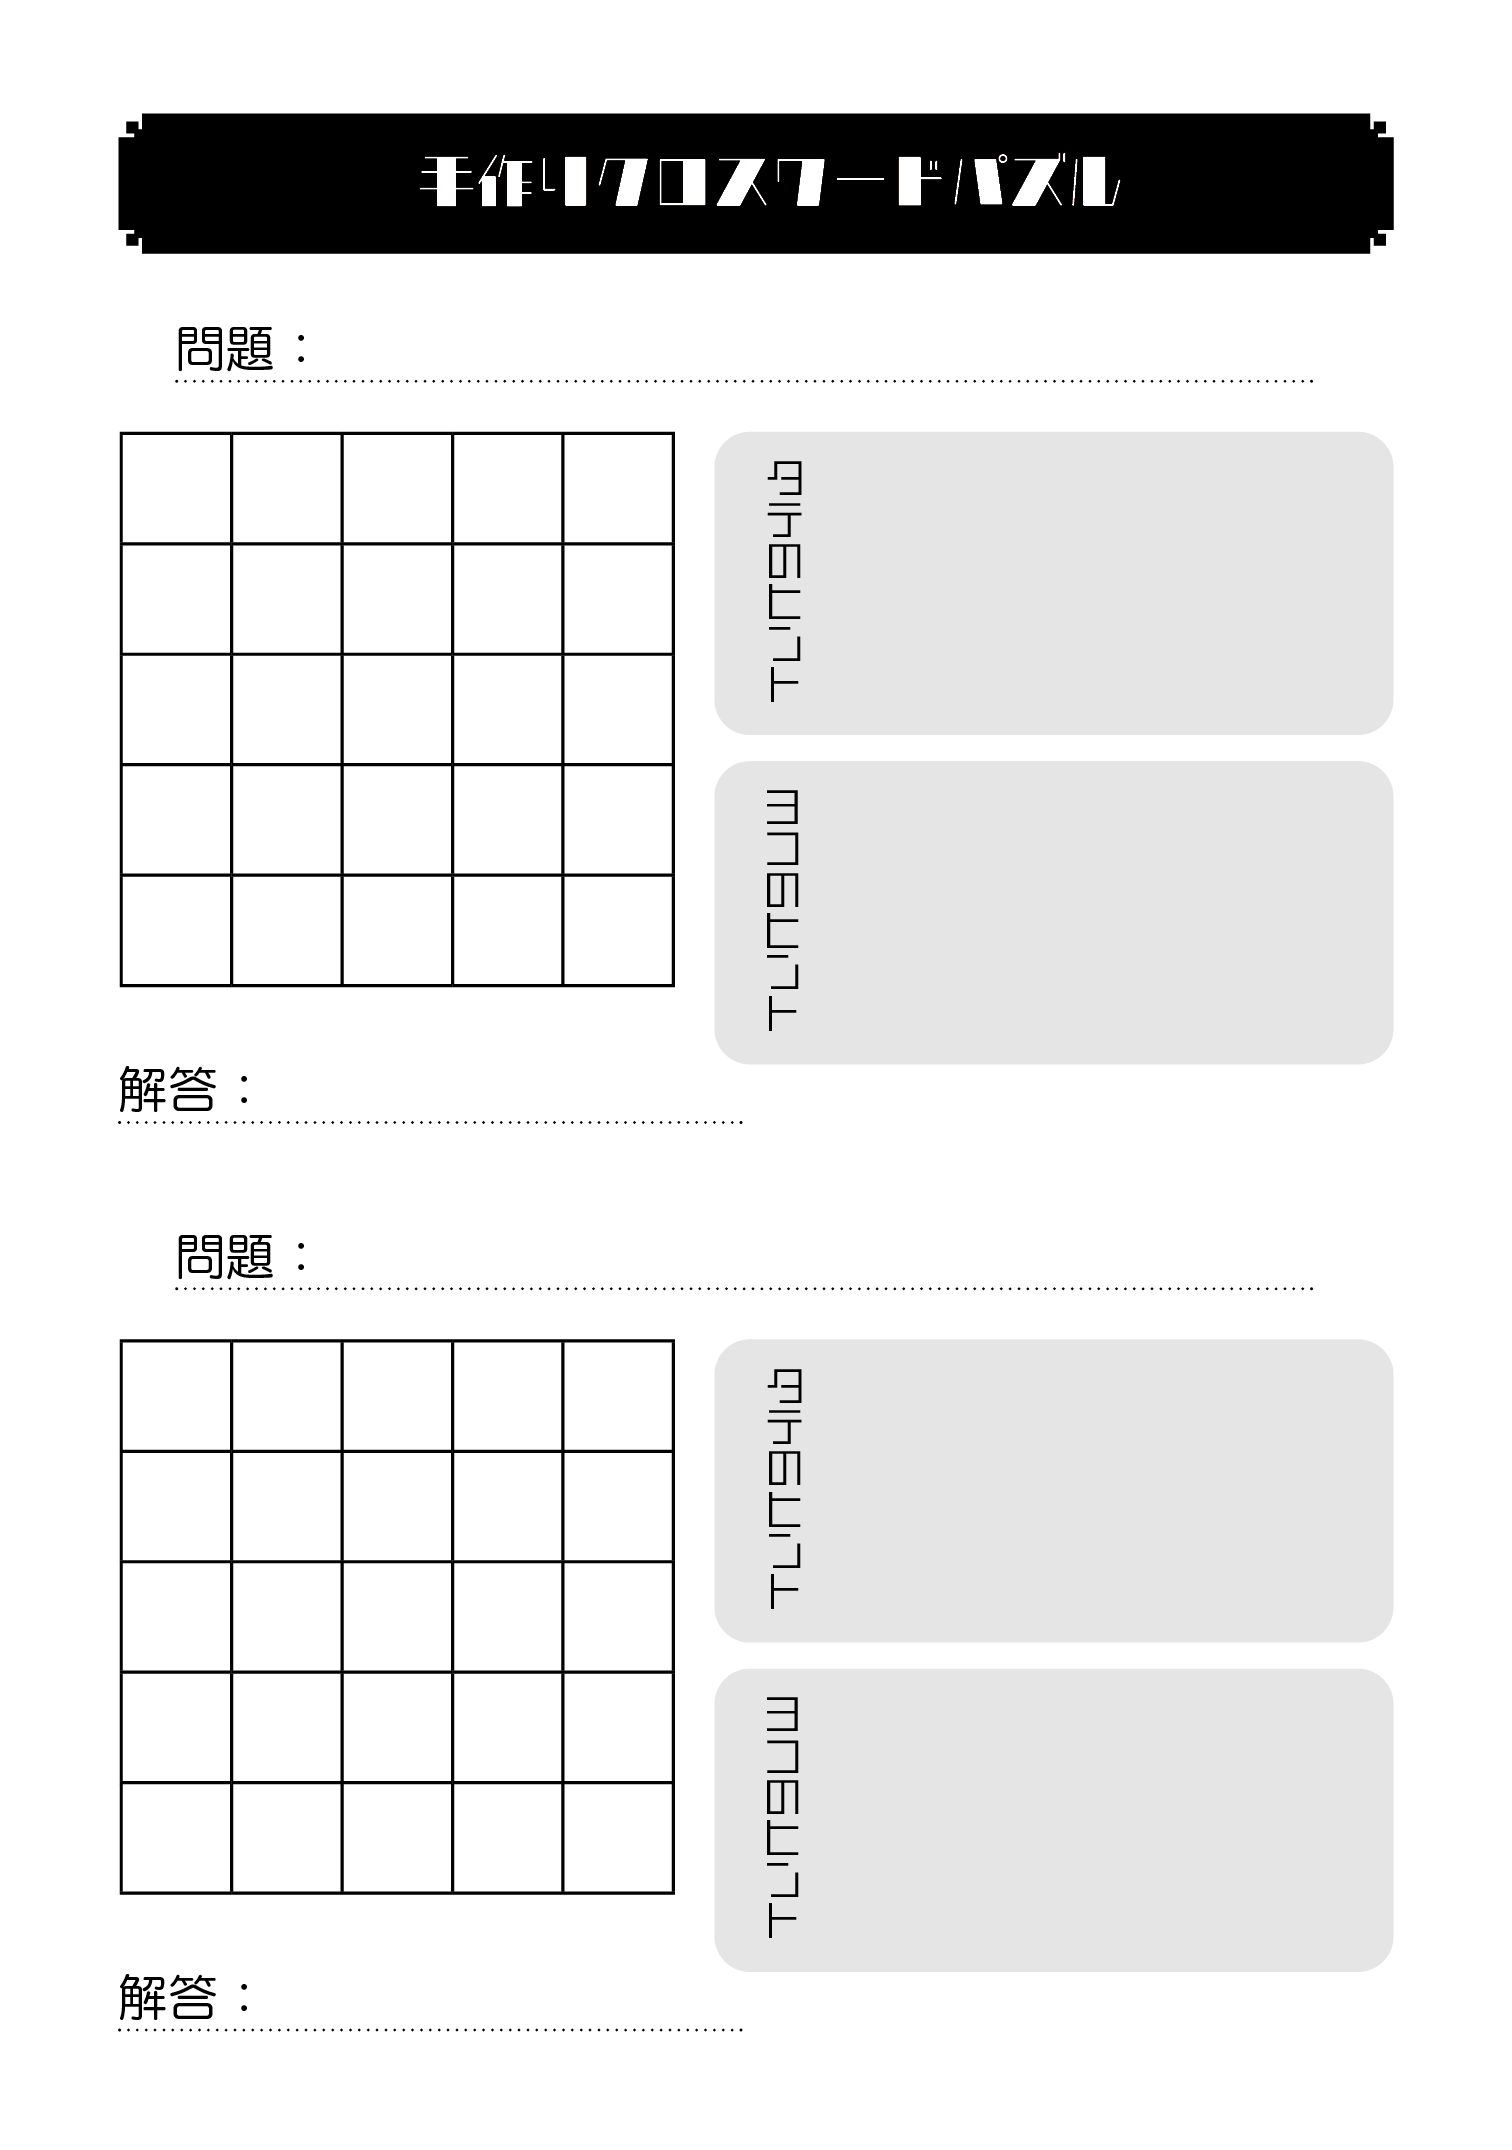 手作りクロスワードパズル
問題：
タテのヒント
ヨコのヒント
解答：
問題：
タテのヒント
ヨコのヒント
解答：